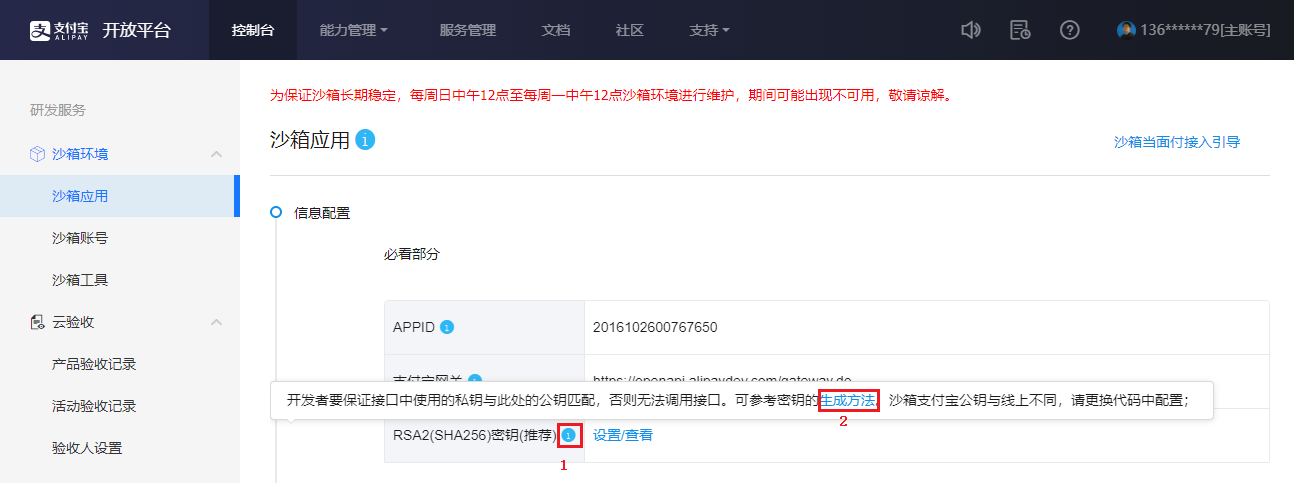 支付宝 ALIPAY 开放平台 控制台 能力管理 服务管理 文档 社区 支持 136******79[主账号]
研发服务
沙箱环境
沙箱应用
沙箱账号
沙箱工具
云验收
产品验收记录
活动验收记录
验收人设置
为保证沙箱长期稳定，每周日中午12点至每周一中午12点沙箱环境进行维护，期间可能出现不可用，敬请谅解。
沙箱应用 沙箱当面付接入引导
信息配置
必看部分
APPID 2016102600767650
支付宝网关 https://openapi.alipaydev.com/gateway.do
开发者要保证接口中使用的私钥与此处的公钥匹配，否则无法调用接口。可参考密钥的生成方法。沙箱支付宝公钥与线上不同，请更换代码中配置；
2
RSA2(SHA256)密钥(推荐) 设置/查看
1